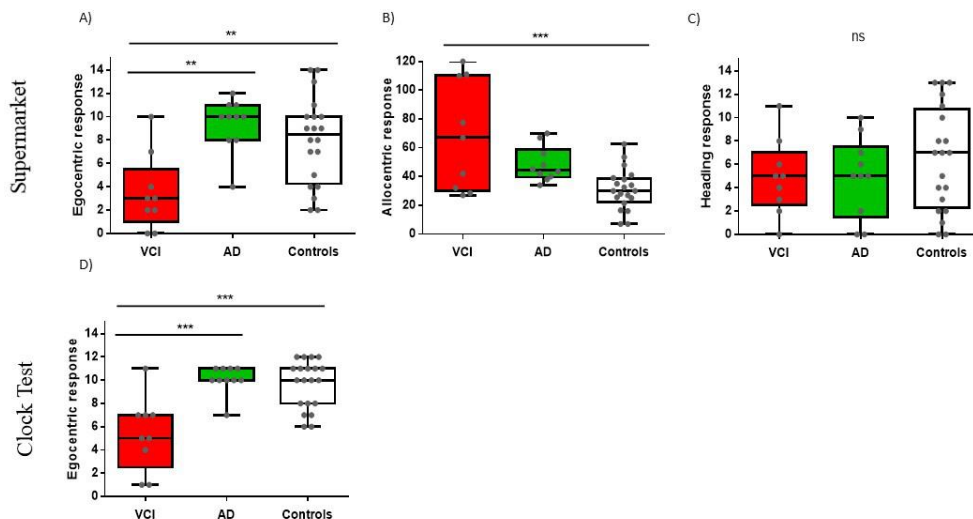 A)
**
**
Egocentric response
14
12
10
8
6
4
2
0
VCI AD Controls
B)
***
Allocentric response
120
100
80
60
40
20
0
VCI AD Controls
C)
ns
Heading response
14
12
10
8
6
4
2
0
VCI AD Controls
Supermarket
D)
***
***
Egocentric response
14
12
10
8
6
4
2
0
VCI AD Controls
Clock Test